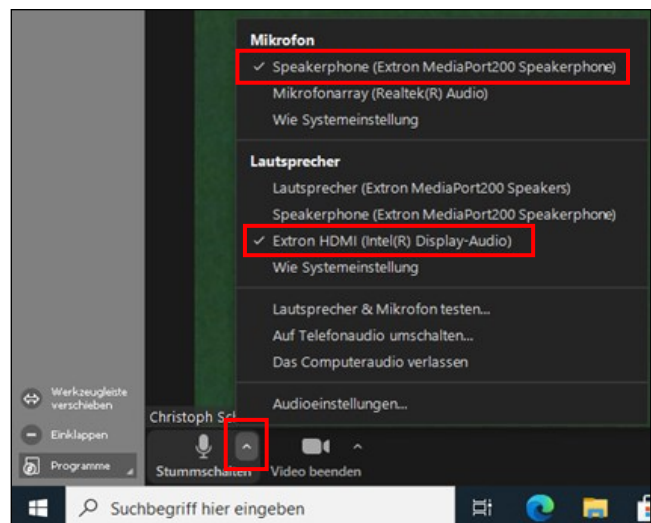 Mikrofon
✓ Speakerphone (Extron MediaPort200 Speakerphone)
Mikrofonarray (Realtek(R) Audio)
Wie Systemeinstellung
Lautsprecher
Lautsprecher (Extron MediaPort200 Speakers)
Speakerphone (Extron MediaPort200 Speakerphone)
✓ Extron HDMI (Intel(R) Display-Audio)
Wie Systemeinstellung
Lautsprecher & Mikrofon testen...
Auf Telefonaudio umschalten...
Das Computeraudio verlassen
Audioeinstellungen...
Werkzeugleiste
verschieben
Einklappen
Programme
Christoph
Stummschalten
Video beenden
Suchbegriff hier eingeben